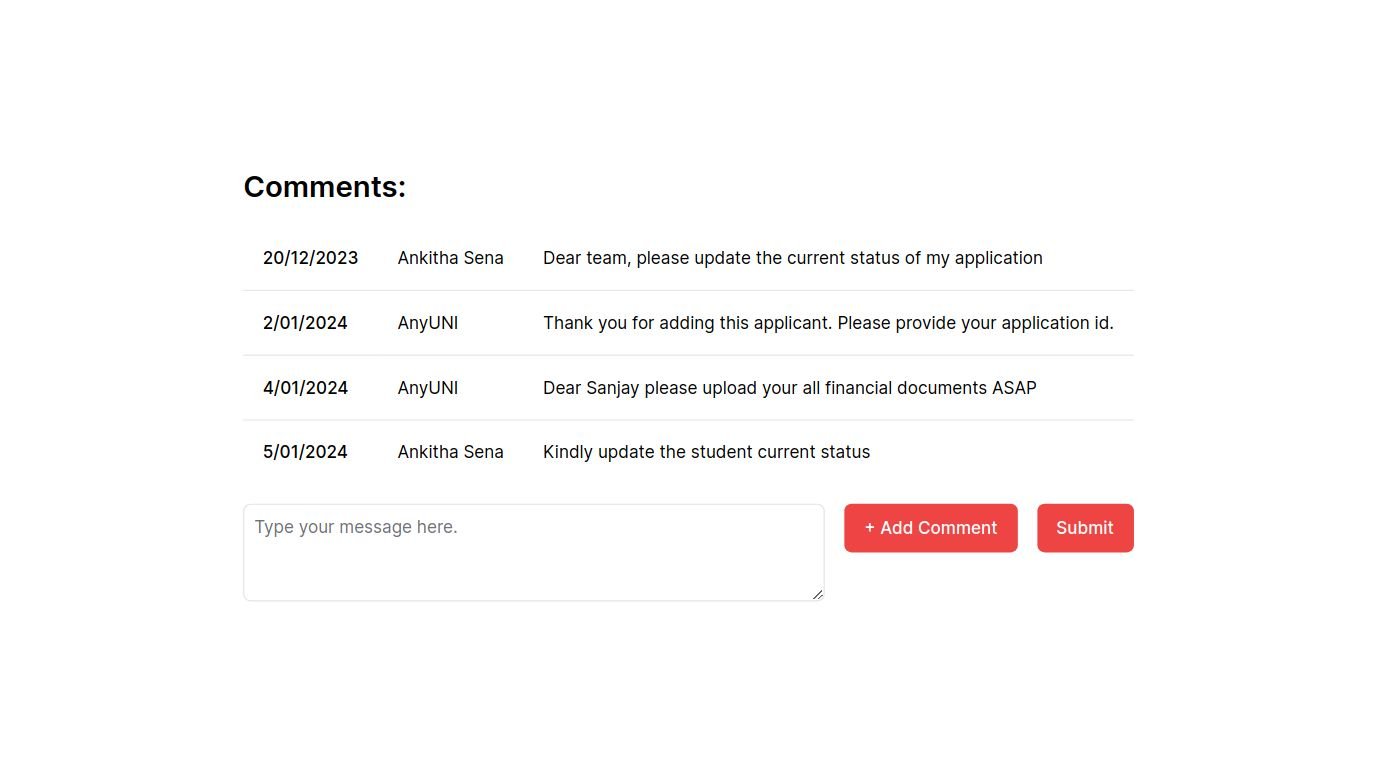 Comments:
20/12/2023 Ankitha Sena Dear team, please update the current status of my application
2/01/2024 AnyUNI Thank you for adding this applicant. Please provide your application id.
4/01/2024 AnyUNI Dear Sanjay please upload your all financial documents ASAP
5/01/2024 Ankitha Sena Kindly update the student current status
Type your message here.
+ Add Comment
Submit